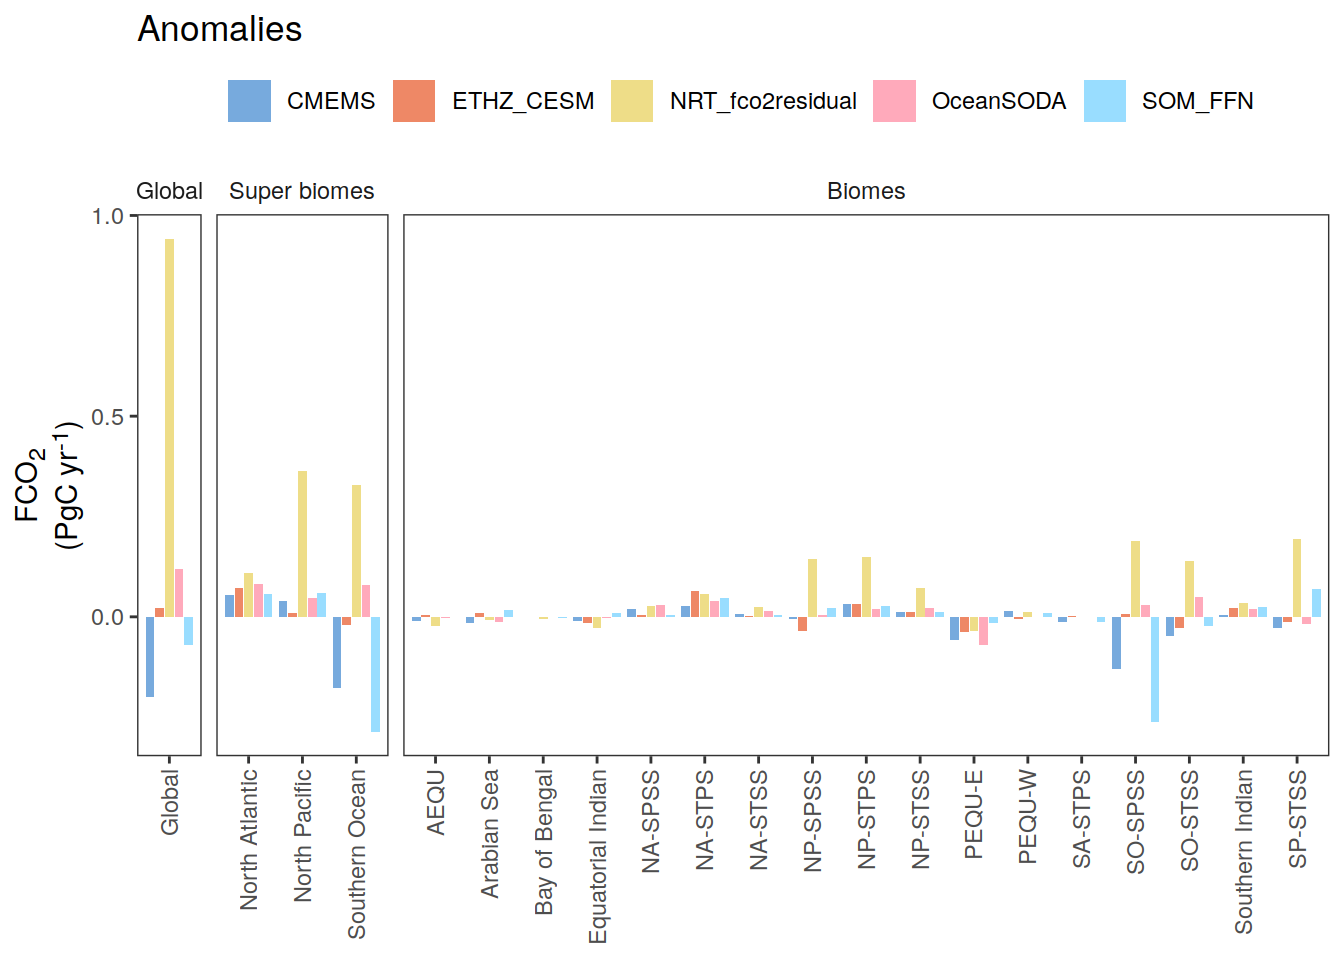 Anomalies
CMEMS ETHZ_CESM NRT_fco2residual OceanSODA SOM_FFN
Global Super biomes Biomes
1.0
0.5
0.0
FCO₂
(PgC yr⁻¹)
Global
North Atlantic
North Pacific
Southern Ocean
AEQU
Arabian Sea
Bay of Bengal
Equatorial Indian
NA-SPSS
NA-STPS
NA-STSS
NP-SPSS
NP-STPS
NP-STSS
PEQU-E
PEQU-W
SA-STPS
SO-SPSS
SO-STSS
Southern Indian
SP-STSS